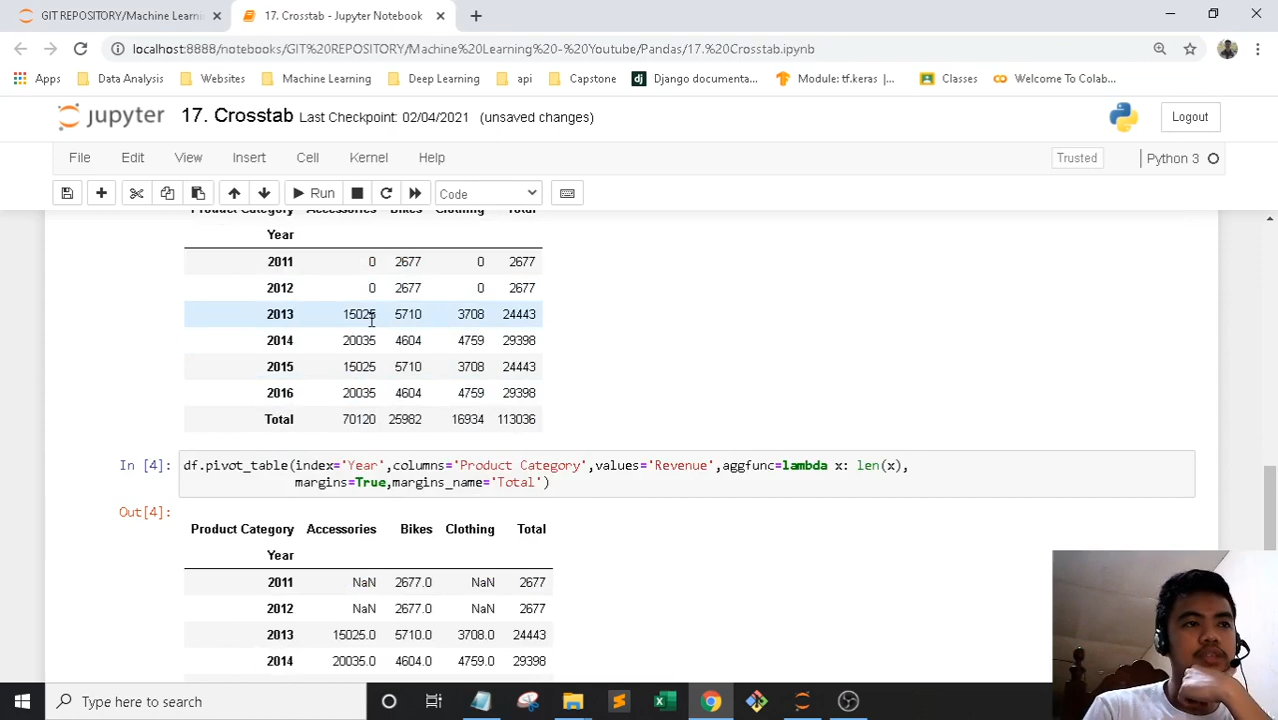 GIT REPOSITORY/Machine Learni
17. Crosstab - Jupyter Notebook
localhost:8888/notebooks/GIT%20REPOSITORY/Machine%20Learning%20-%20Youtube/Pandas/17.%20Crosstab.ipynb
Apps Data Analysis Websites Machine Learning Deep Learning api Capstone dj Django documenta... Module: tf.keras |... Classes Welcome To Colab...
jupyter 17. Crosstab Last Checkpoint: 02/04/2021 (unsaved changes) Logout
File Edit View Insert Cell Kernel Help Trusted Python 3
Run Code
Product Category Accessories Bikes Clothing Total
Year
2011 0 2677 0 2677
2012 0 2677 0 2677
2013 15025 5710 3708 24443
2014 20035 4604 4759 29398
2015 15025 5710 3708 24443
2016 20035 4604 4759 29398
Total 70120 25982 16934 113036
In [4]: df.pivot_table(index='Year',columns='Product Category',values='Revenue',aggfunc=lambda x: len(x),
margins=True,margins_name='Total')
Out[4]:
Product Category Accessories Bikes Clothing Total
Year
2011 NaN 2677.0 NaN 2677
2012 NaN 2677.0 NaN 2677
2013 15025.0 5710.0 3708.0 24443
2014 20035.0 4604.0 4759.0 29398
Type here to search